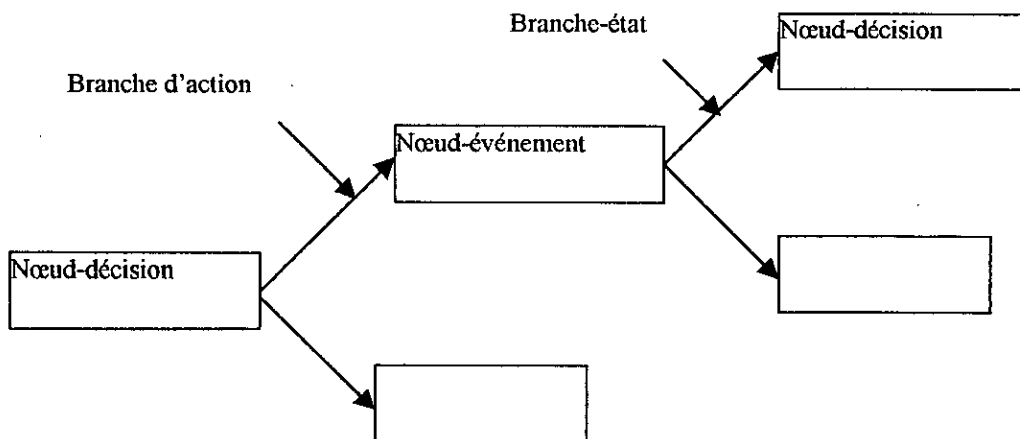 Branche-état
Nœud-décision
Branche d'action
Nœud-événement
Nœud-décision